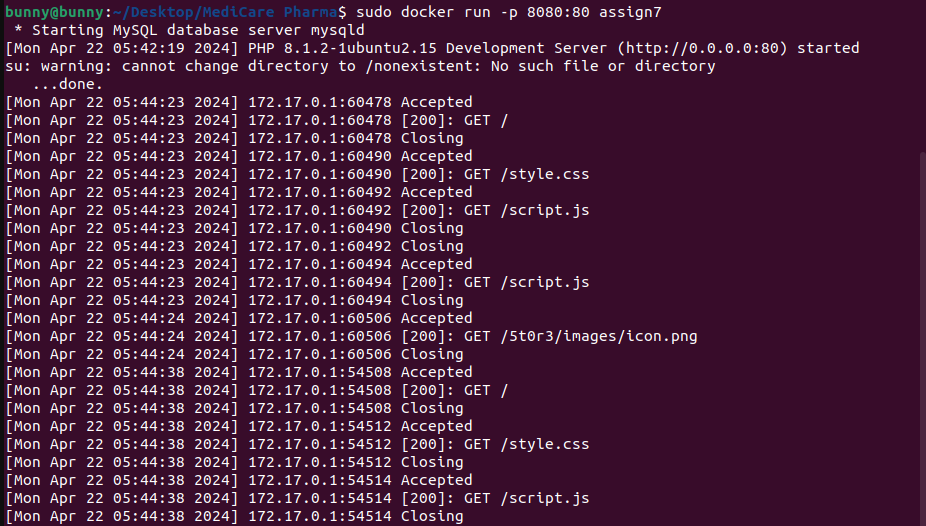 bunny@bunny:~/Desktop/MediCare Pharma$ sudo docker run -p 8080:80 assign7
 * Starting MySQL database server mysqld
[Mon Apr 22 05:42:19 2024] PHP 8.1.2-1ubuntu2.15 Development Server (http://0.0.0.0:80) started
su: warning: cannot change directory to /nonexistent: No such file or directory
   ...done.
[Mon Apr 22 05:44:23 2024] 172.17.0.1:60478 Accepted
[Mon Apr 22 05:44:23 2024] 172.17.0.1:60478 [200]: GET /
[Mon Apr 22 05:44:23 2024] 172.17.0.1:60478 Closing
[Mon Apr 22 05:44:23 2024] 172.17.0.1:60490 Accepted
[Mon Apr 22 05:44:23 2024] 172.17.0.1:60490 [200]: GET /style.css
[Mon Apr 22 05:44:23 2024] 172.17.0.1:60492 Accepted
[Mon Apr 22 05:44:23 2024] 172.17.0.1:60492 [200]: GET /script.js
[Mon Apr 22 05:44:23 2024] 172.17.0.1:60490 Closing
[Mon Apr 22 05:44:23 2024] 172.17.0.1:60492 Closing
[Mon Apr 22 05:44:23 2024] 172.17.0.1:60494 Accepted
[Mon Apr 22 05:44:23 2024] 172.17.0.1:60494 [200]: GET /script.js
[Mon Apr 22 05:44:23 2024] 172.17.0.1:60494 Closing
[Mon Apr 22 05:44:24 2024] 172.17.0.1:60506 Accepted
[Mon Apr 22 05:44:24 2024] 172.17.0.1:60506 [200]: GET /5t0r3/images/icon.png
[Mon Apr 22 05:44:24 2024] 172.17.0.1:60506 Closing
[Mon Apr 22 05:44:38 2024] 172.17.0.1:54508 Accepted
[Mon Apr 22 05:44:38 2024] 172.17.0.1:54508 [200]: GET /
[Mon Apr 22 05:44:38 2024] 172.17.0.1:54508 Closing
[Mon Apr 22 05:44:38 2024] 172.17.0.1:54512 Accepted
[Mon Apr 22 05:44:38 2024] 172.17.0.1:54512 [200]: GET /style.css
[Mon Apr 22 05:44:38 2024] 172.17.0.1:54512 Closing
[Mon Apr 22 05:44:38 2024] 172.17.0.1:54514 Accepted
[Mon Apr 22 05:44:38 2024] 172.17.0.1:54514 [200]: GET /script.js
[Mon Apr 22 05:44:38 2024] 172.17.0.1:54514 Closing